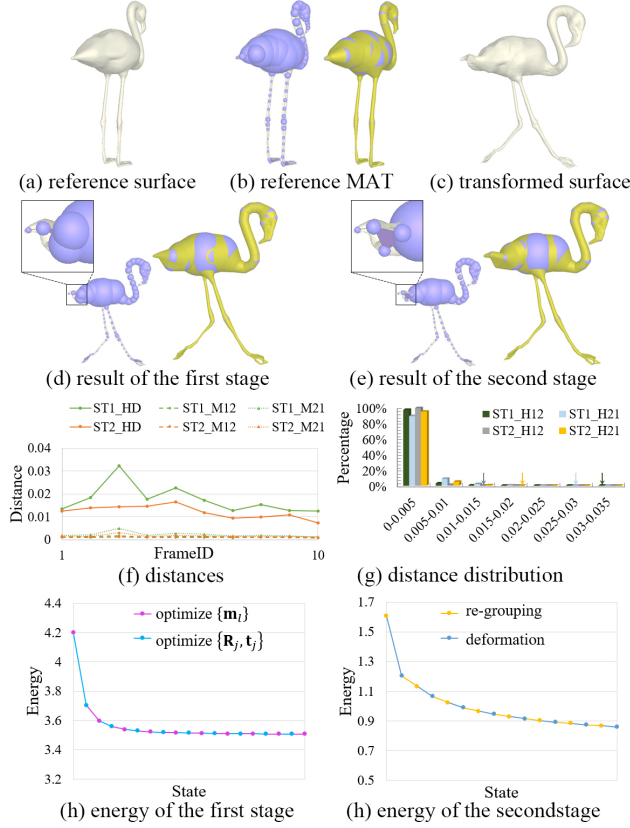 (a) reference surface
(b) reference MAT
(c) transformed surface
(d) result of the first stage
(e) result of the second stage
ST1_HD
ST1_M12
ST1_M21
ST2_HD
ST2_M12
ST2_M21
Distance
0.04
0.03
0.02
0.01
0
1
FrameID
10
(f) distances
Percentage
100%
80%
60%
40%
20%
0%
ST1_H12
ST1_H21
ST2_H12
ST2_H21
0-0.005
0.005-0.01
0.01-0.015
0.015-0.02
0.02-0.025
0.025-0.03
0.03-0.035
(g) distance distribution
Energy
4.4
4.2
4
3.8
3.6
3.4
3.2
optimize {𝐦_l}
optimize {𝐑_j, 𝐭_j}
State
(h) energy of the first stage
Energy
1.7
1.5
1.3
1.1
0.9
0.7
0.5
re-grouping
deformation
State
(h) energy of the secondstage